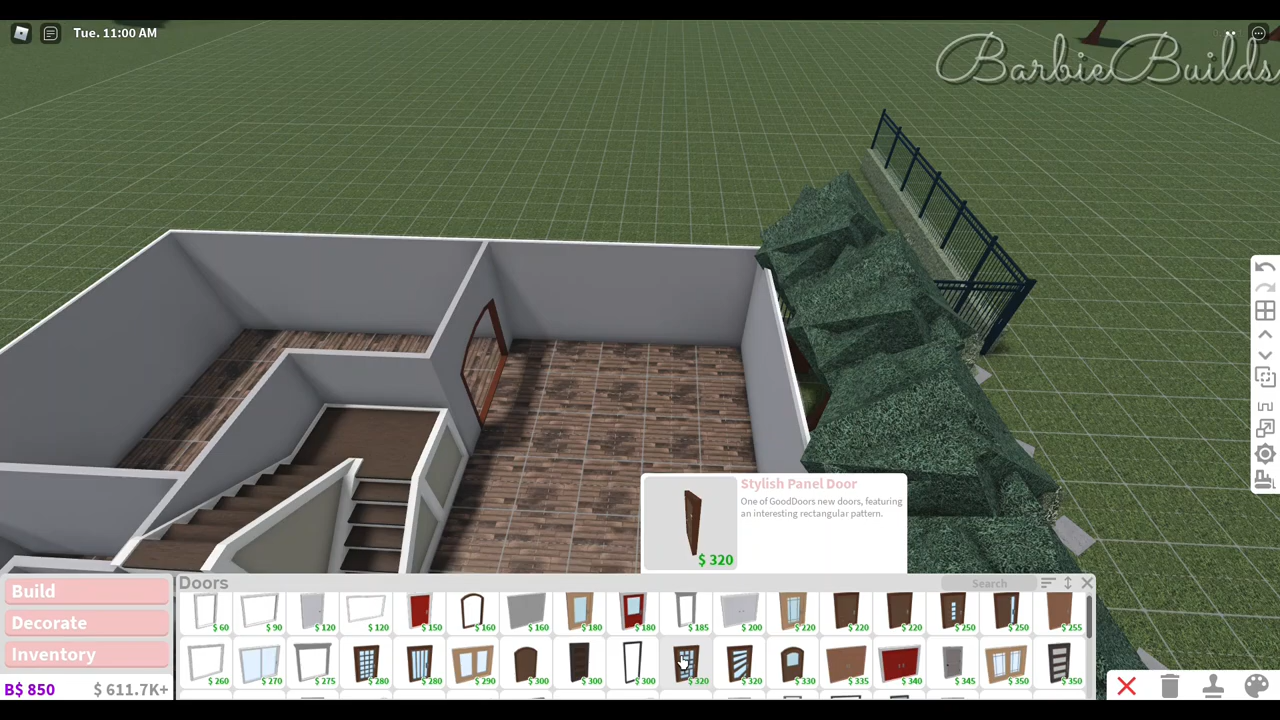 Tue. 11:00 AM
BarbieBuilds
Stylish Panel Door
One of GoodDoors new doors, featuring
an interesting rectangular pattern.
$ 320
Build
Decorate
Inventory
B$ 850
$ 611.7K+
Doors
Search
$ 60 $ 90 $ 120 $ 120 $ 150 $ 160 $ 160 $ 180 $ 180 $ 185 $ 200 $ 220 $ 220 $ 220 $ 250 $ 250 $ 255
$ 260 $ 270 $ 275 $ 280 $ 280 $ 290 $ 300 $ 300 $ 300 $ 320 $ 320 $ 330 $ 335 $ 340 $ 345 $ 350 $ 350